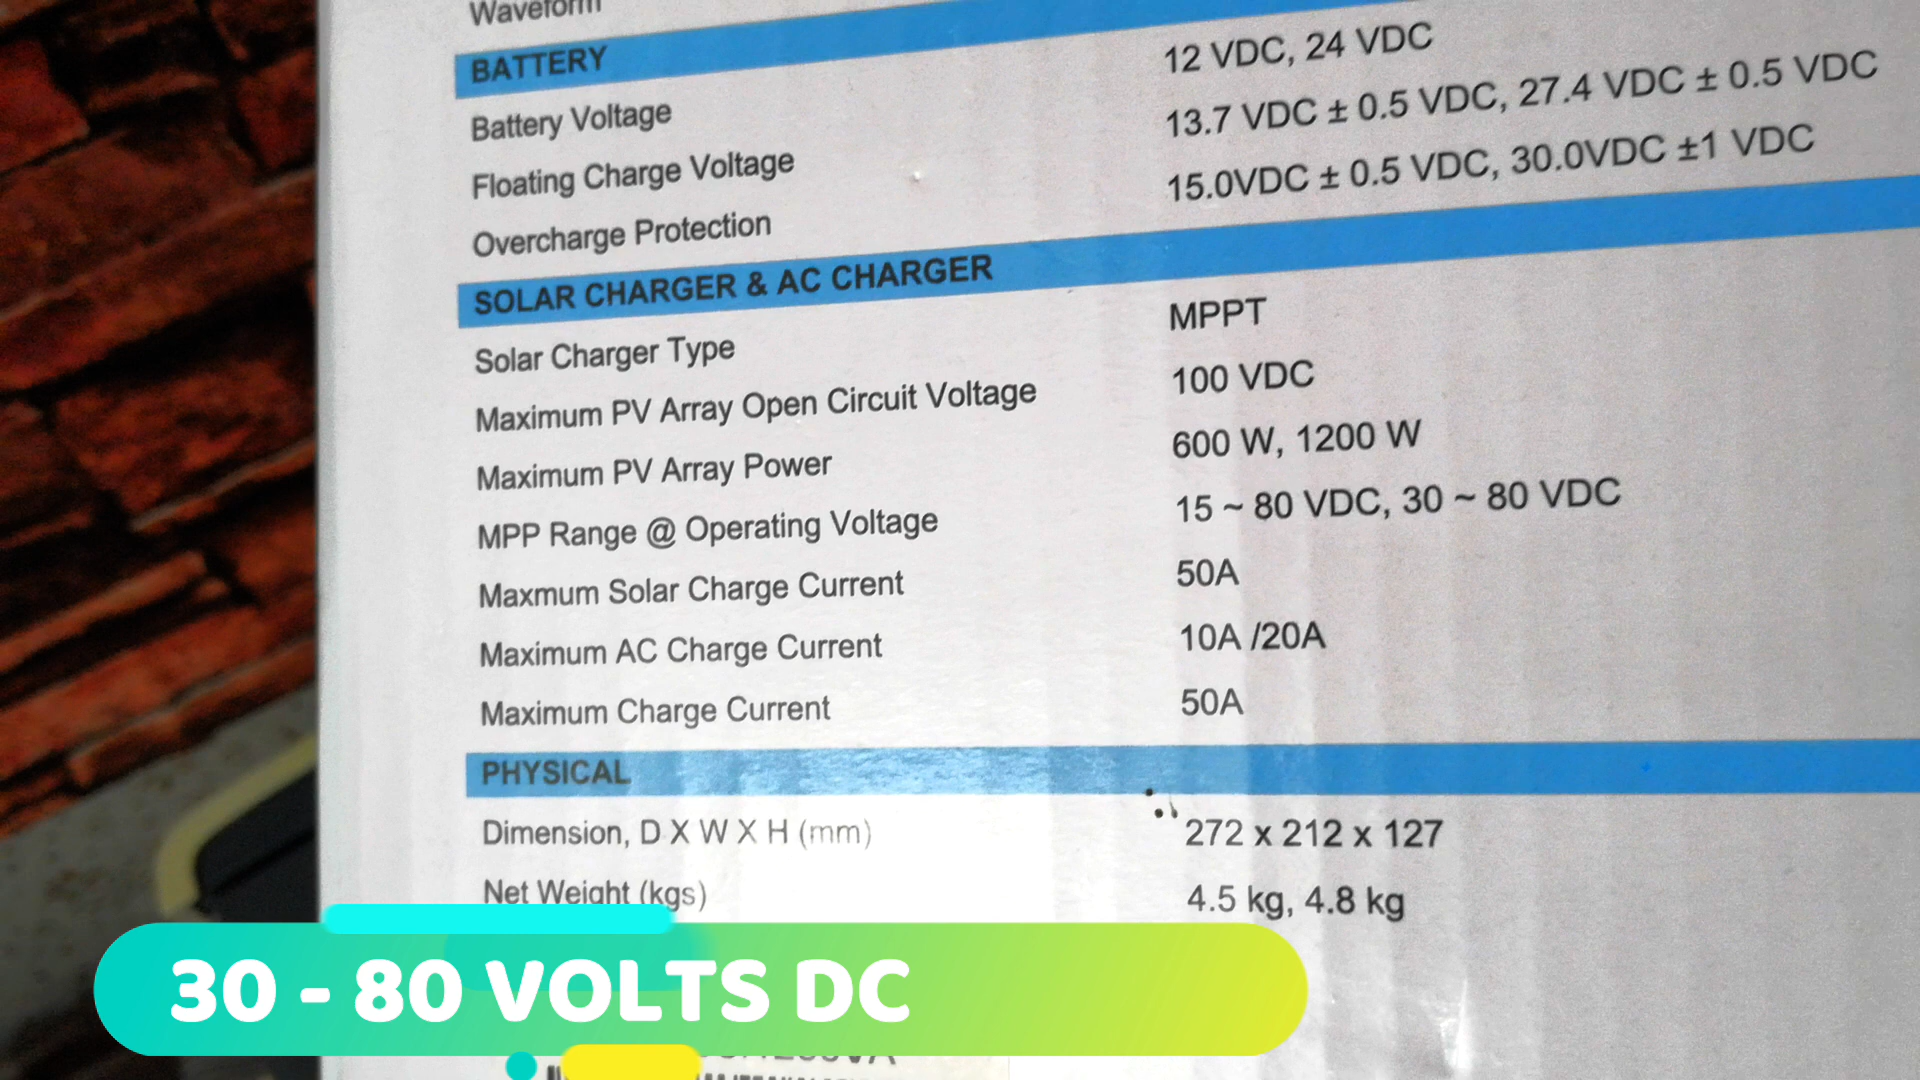 Waveform
BATTERY
Battery Voltage 12 VDC, 24 VDC
Floating Charge Voltage 13.7 VDC ± 0.5 VDC, 27.4 VDC ± 0.5 VDC
Overcharge Protection 15.0VDC ± 0.5 VDC, 30.0VDC ±1 VDC
SOLAR CHARGER & AC CHARGER
Solar Charger Type MPPT
Maximum PV Array Open Circuit Voltage 100 VDC
Maximum PV Array Power 600 W, 1200 W
MPP Range @ Operating Voltage 15 ~ 80 VDC, 30 ~ 80 VDC
Maxmum Solar Charge Current 50A
Maximum AC Charge Current 10A /20A
Maximum Charge Current 50A
PHYSICAL
Dimension, D X W X H (mm) 272 x 212 x 127
Net Weight (kgs) 4.5 kg, 4.8 kg
30 - 80 VOLTS DC